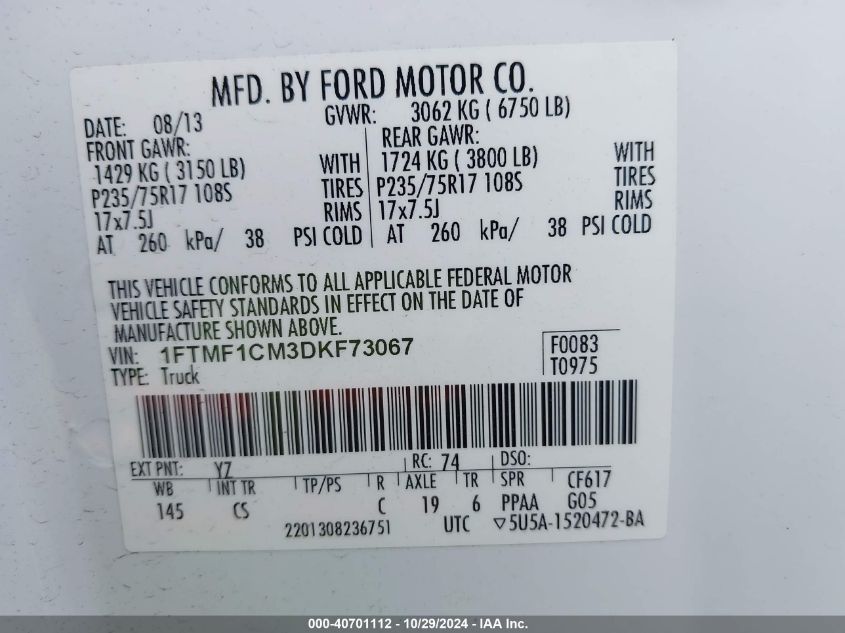 MFD. BY FORD MOTOR CO.
DATE: 08/13 GVWR: 3062 KG ( 6750 LB)
FRONT GAWR: REAR GAWR:
1429 KG ( 3150 LB) WITH 1724 KG ( 3800 LB) WITH
P235/75R17 108S TIRES P235/75R17 108S TIRES
17x7.5J RIMS 17x7.5J RIMS
AT 260 kPa/ 38 PSI COLD AT 260 kPa/ 38 PSI COLD
THIS VEHICLE CONFORMS TO ALL APPLICABLE FEDERAL MOTOR
VEHICLE SAFETY STANDARDS IN EFFECT ON THE DATE OF
MANUFACTURE SHOWN ABOVE.
VIN: 1FTMF1CM3DKF73067 F0083
TYPE: Truck T0975
EXT PNT: YZ RC: 74 DSO:
WB INT TR TP/PS R AXLE TR SPR CF617
145 CS C 19 6 PPAA G05
2201308236751 UTC ▽5U5A-1520472-BA
000-40701112 - 10/29/2024 - IAA Inc.